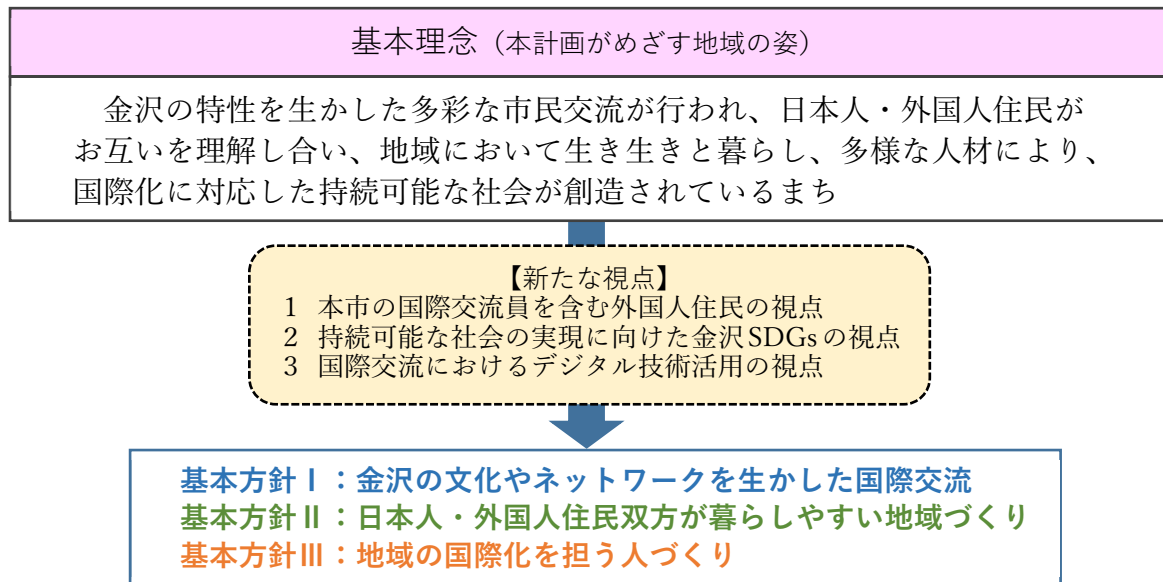 基本理念（本計画がめざす地域の姿）
金沢の特性を生かした多彩な市民交流が行われ、日本人・外国人住民が
お互いを理解し合い、地域において生き生きと暮らし、多様な人材により、
国際化に対応した持続可能な社会が創造されているまち
【新たな視点】
1 本市の国際交流員を含む外国人住民の視点
2 持続可能な社会の実現に向けた金沢SDGsの視点
3 国際交流におけるデジタル技術活用の視点
基本方針Ⅰ：金沢の文化やネットワークを生かした国際交流
基本方針Ⅱ：日本人・外国人住民双方が暮らしやすい地域づくり
基本方針Ⅲ：地域の国際化を担う人づくり